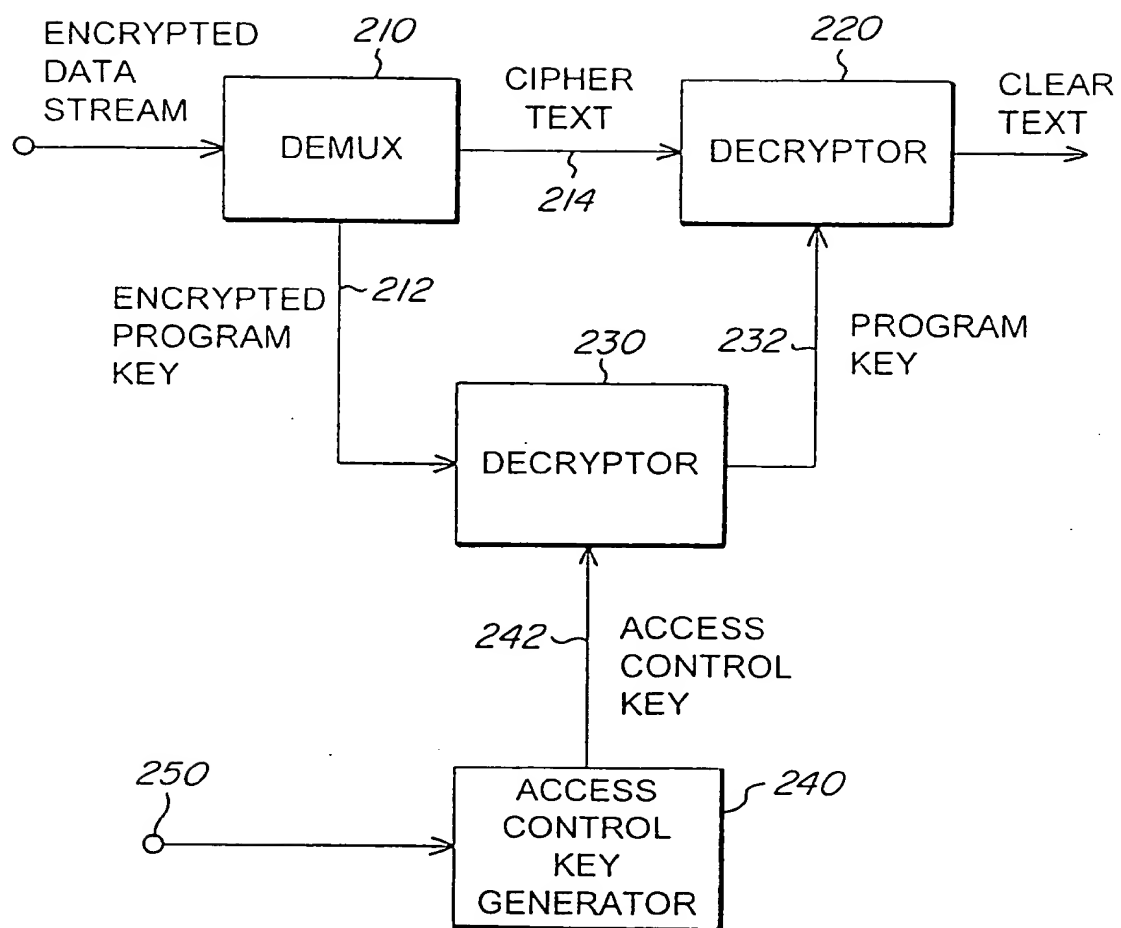 ENCRYPTED
DATA
STREAM
210
DEMUX
CIPHER
TEXT
214
220
DECRYPTOR
CLEAR
TEXT
212
ENCRYPTED
PROGRAM
KEY
230
DECRYPTOR
232
PROGRAM
KEY
242
ACCESS
CONTROL
KEY
250
240
ACCESS
CONTROL
KEY
GENERATOR